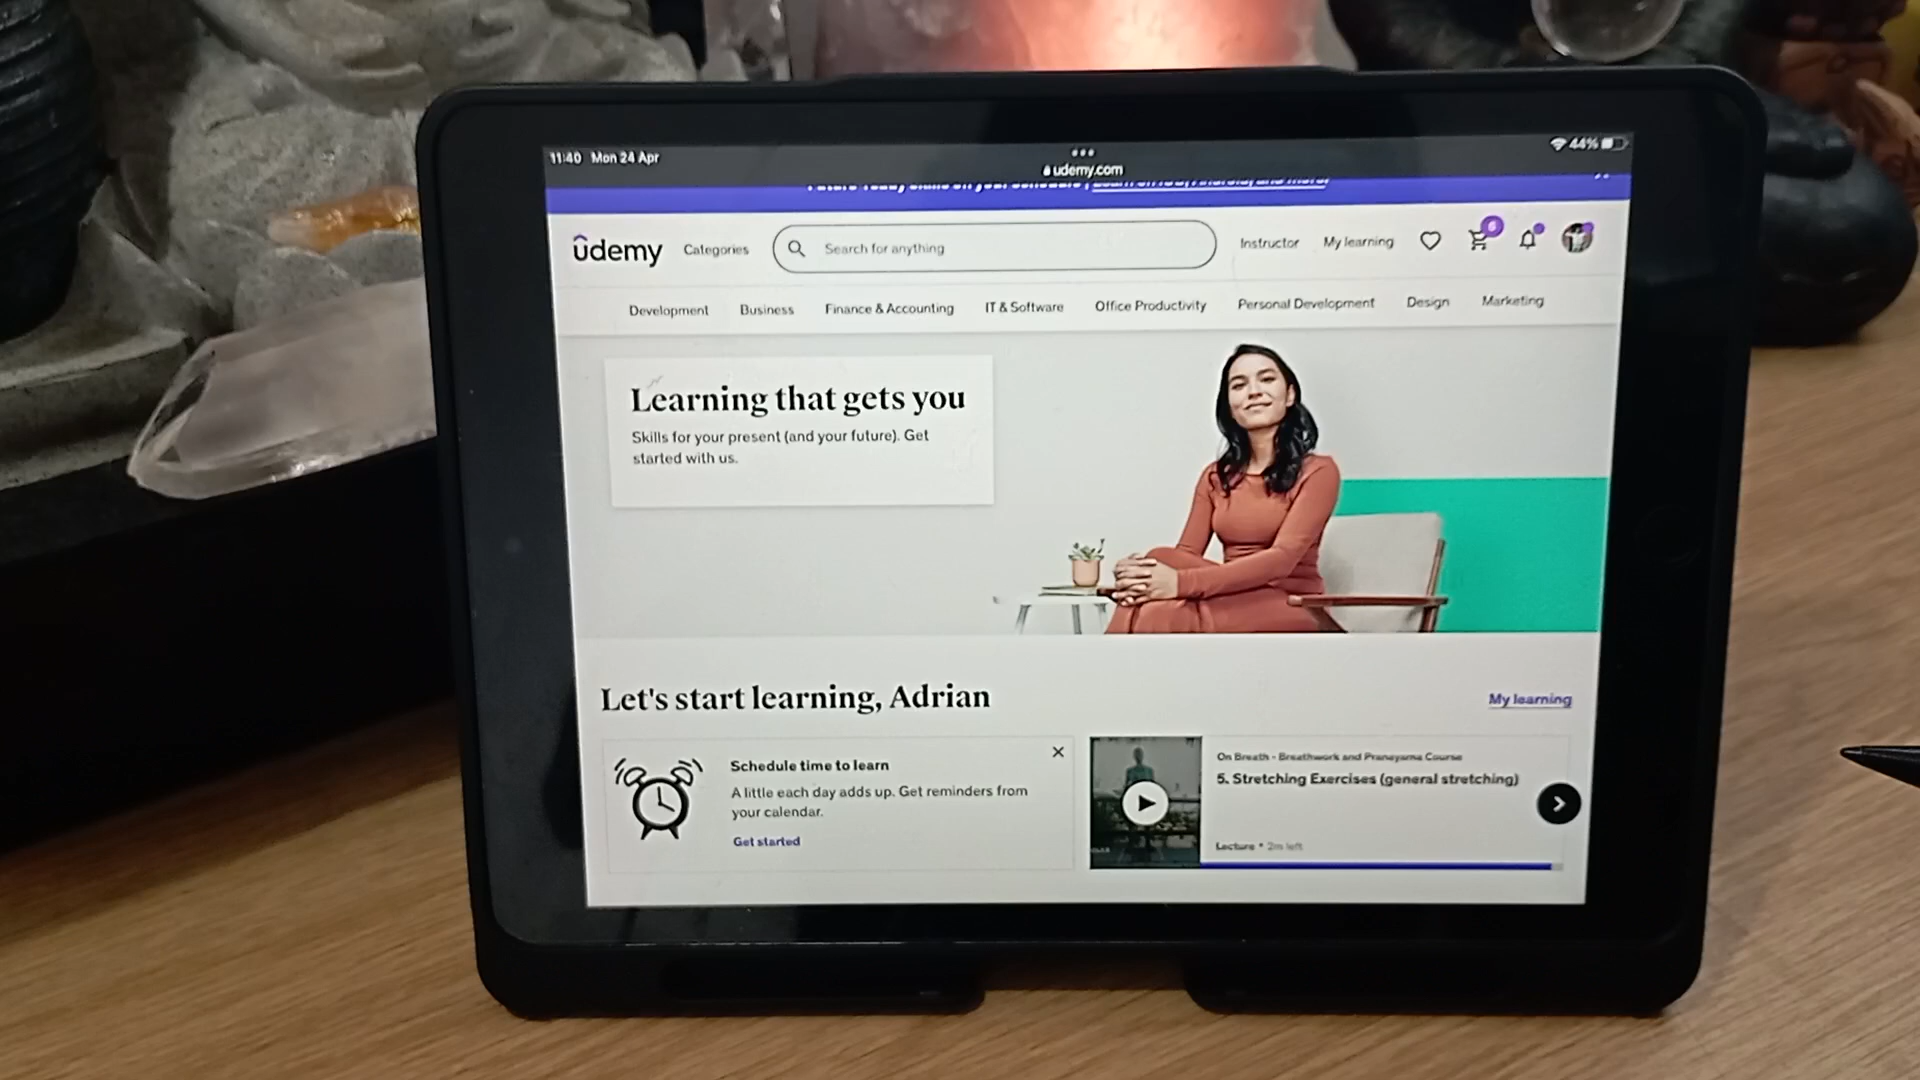 11:40 Mon 24 Apr
44%
udemy.com
udemy
Categories
Search for anything
Instructor
My learning
6
Development
Business
Finance & Accounting
IT & Software
Office Productivity
Personal Development
Design
Marketing
Learning that gets you
Skills for your present (and your future). Get
started with us.
Let's start learning, Adrian
My learning
Schedule time to learn
A little each day adds up. Get reminders from
your calendar.
Get started
On Breath - Breathwork and Pranayama Course
5. Stretching Exercises (general stretching)
Lecture • 2m left